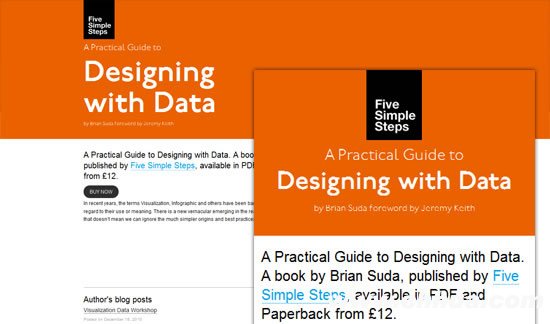 Five
Simple
Steps
A Practical Guide to
Designing
with Data
by Brian Suda Foreword by Jeremy Keith
A Practical Guide to Designing with Data. A book
published by Five Simple Steps, available in PDF
from £12.
BUY NOW
In recent years, the terms Visualization, Infographic and others have been ba
regard to their use or meaning. There is a new vernacular emerging in the re
that doesn't mean we can ignore the much simpler origins and best practice
Author's blog posts
Visualization Data Workshop
Posted on December 16, 2010
Five
Simple
Steps
A Practical Guide to
Designing with Data
by Brian Suda Foreword by Jeremy Keith
A Practical Guide to Designing with Data.
A book by Brian Suda, published by Five
Simple Steps, available in PDF and
Paperback from £12.